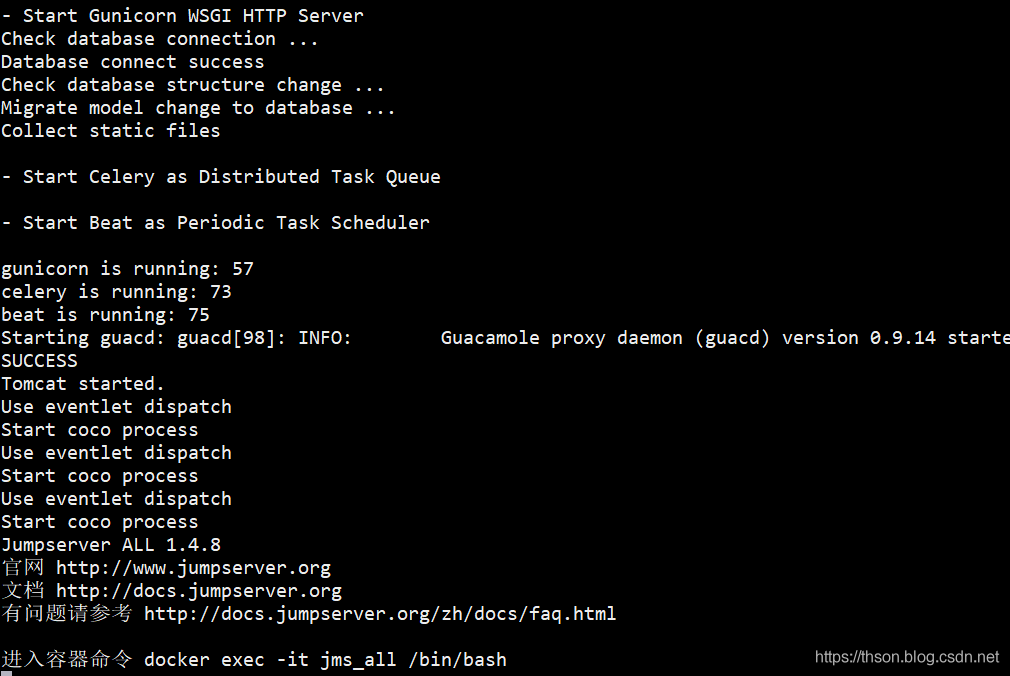 - Start Gunicorn WSGI HTTP Server
Check database connection ...
Database connect success
Check database structure change ...
Migrate model change to database ...
Collect static files
- Start Celery as Distributed Task Queue
- Start Beat as Periodic Task Scheduler
gunicorn is running: 57
celery is running: 73
beat is running: 75
Starting guacd: guacd[98]: INFO:        Guacamole proxy daemon (guacd) version 0.9.14 starte
SUCCESS
Tomcat started.
Use eventlet dispatch
Start coco process
Use eventlet dispatch
Start coco process
Use eventlet dispatch
Start coco process
Jumpserver ALL 1.4.8
官网 http://www.jumpserver.org
文档 http://docs.jumpserver.org
有问题请参考 http://docs.jumpserver.org/zh/docs/faq.html
进入容器命令 docker exec -it jms_all /bin/bash
https://thson.blog.csdn.net